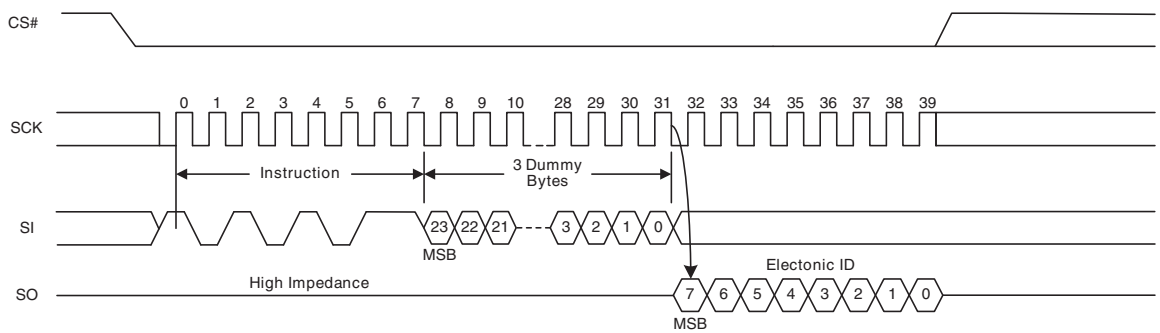 CS#
0 1 2 3 4 5 6 7 8 9 10 28 29 30 31 32 33 34 35 36 37 38 39
SCK
Instruction
3 Dummy
Bytes
SI
23 22 21 3 2 1 0
MSB
Electonic ID
High Impedance
SO
7 6 5 4 3 2 1 0
MSB